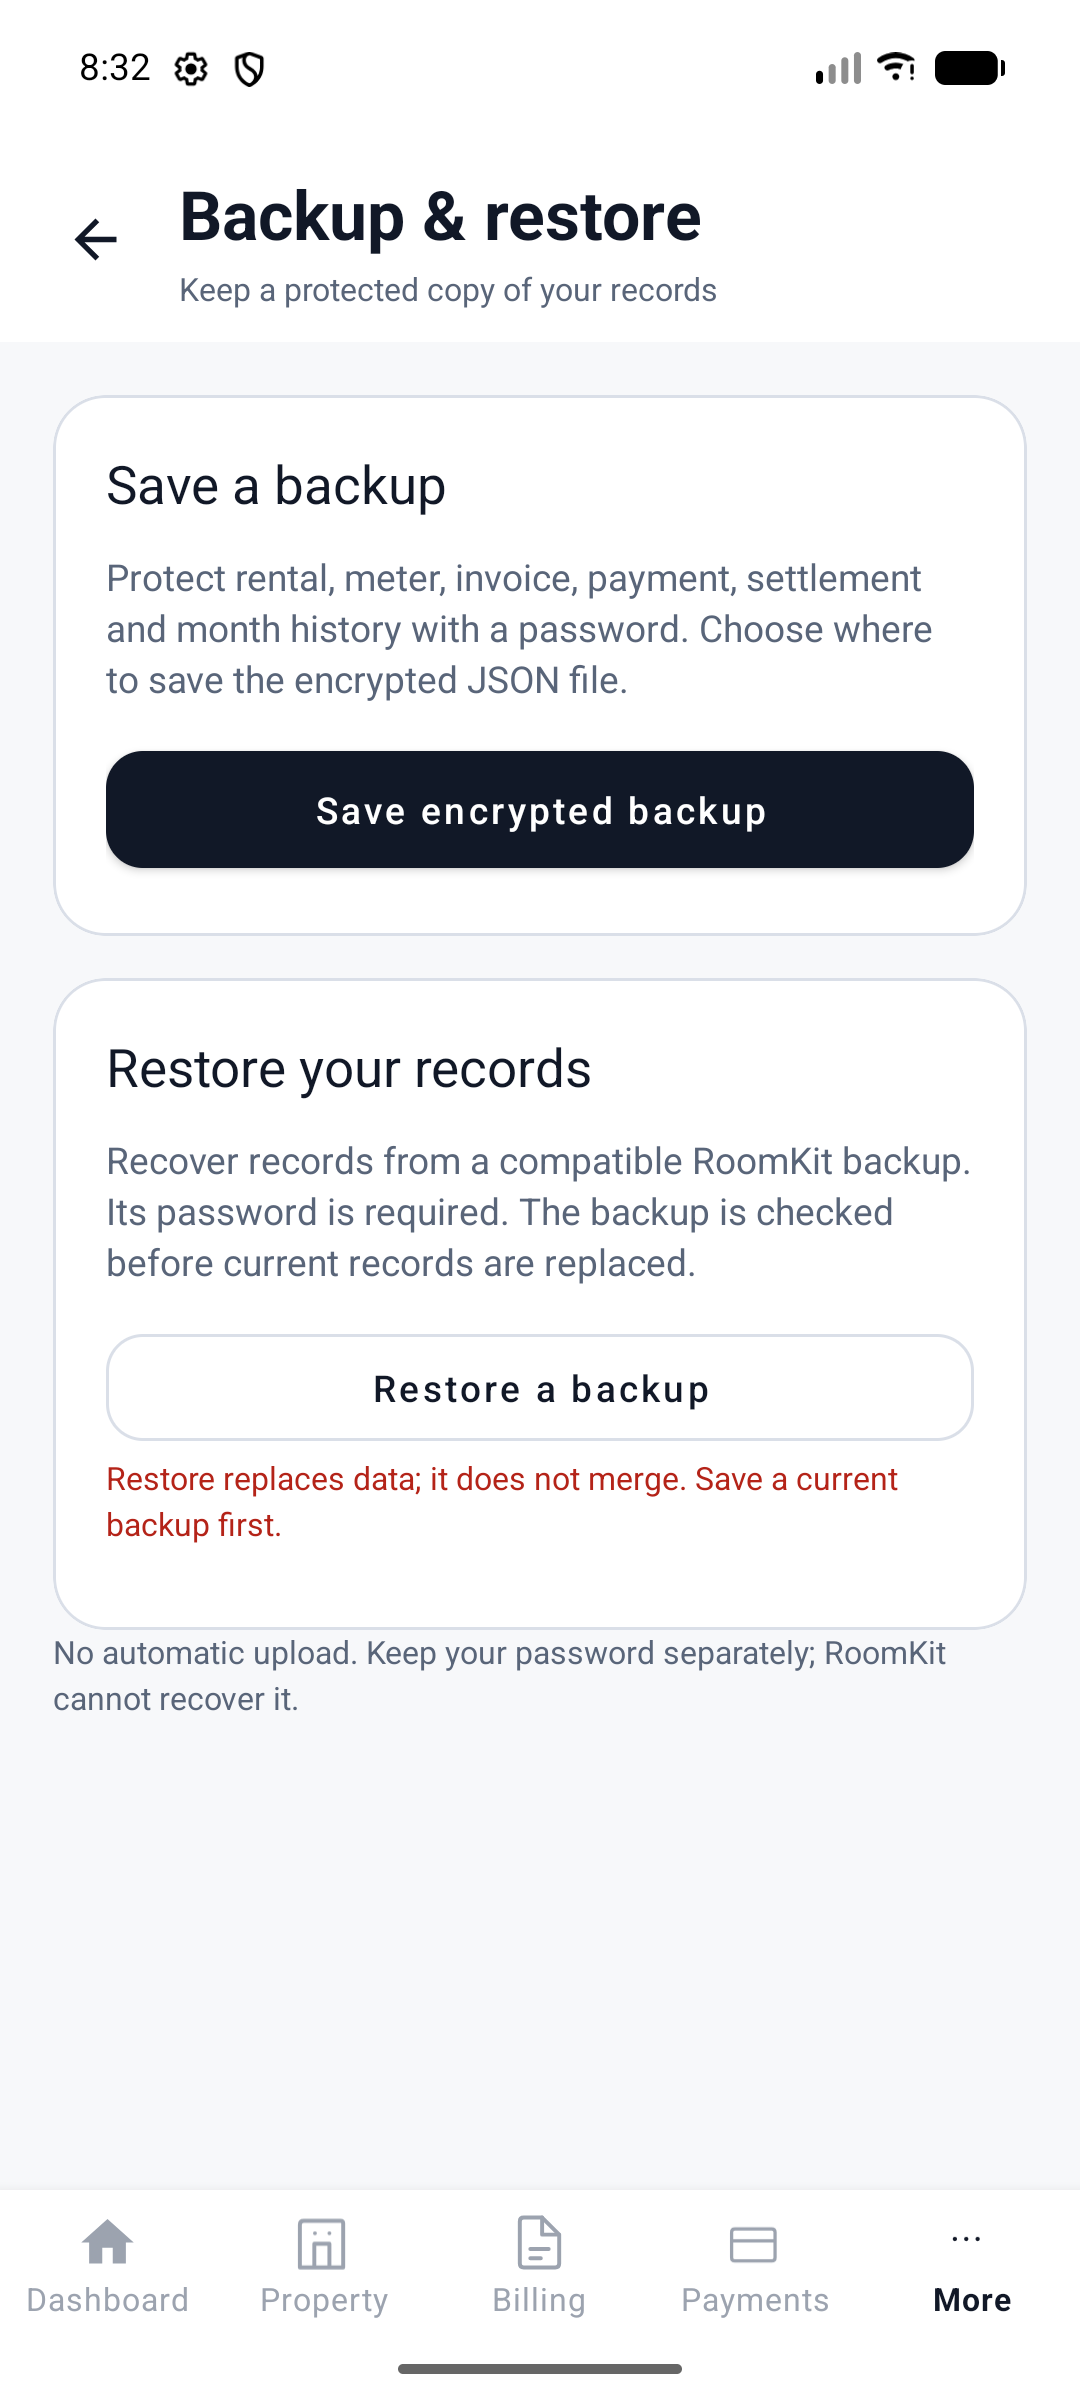 8:32
Backup & restore
Keep a protected copy of your records
Save a backup
Protect rental, meter, invoice, payment, settlement
and month history with a password. Choose where
to save the encrypted JSON file.
Save encrypted backup
Restore your records
Recover records from a compatible RoomKit backup.
Its password is required. The backup is checked
before current records are replaced.
Restore a backup
Restore replaces data; it does not merge. Save a current
backup first.
No automatic upload. Keep your password separately; RoomKit
cannot recover it.
Dashboard
Property
Billing
Payments
More